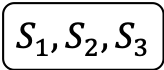 S₁, S₂, S₃